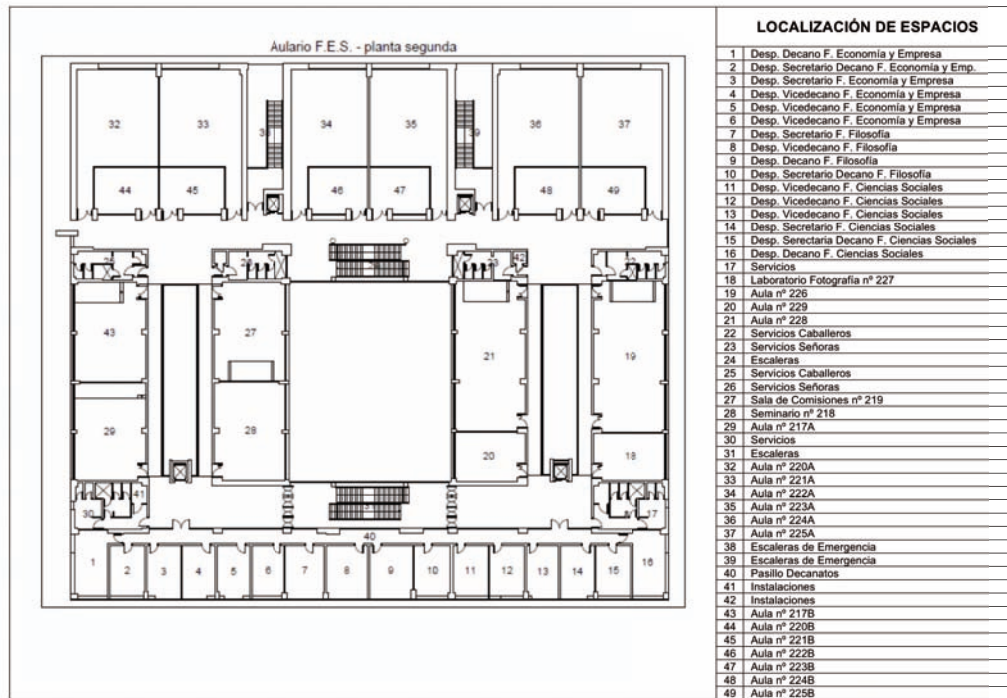 Aulario F.E.S. - planta segunda
32
33
38
34
35
39
36
37
44
45
46
47
48
49
42
23
22
43
27
21
19
29
28
20
18
30
41
17
40
1
2
3
4
5
6
7
8
9
10
11
12
13
14
15
16
LOCALIZACIÓN DE ESPACIOS
1 Desp. Decano F. Economía y Empresa
2 Desp. Secretario Decano F. Economía y Emp.
3 Desp. Secretario F. Economía y Empresa
4 Desp. Vicedecano F. Economía y Empresa
5 Desp. Vicedecano F. Economía y Empresa
6 Desp. Vicedecano F. Economía y Empresa
7 Desp. Secretario F. Filosofía
8 Desp. Vicedecano F. Filosofía
9 Desp. Decano F. Filosofía
10 Desp. Secretario Decano F. Filosofía
11 Desp. Vicedecano F. Ciencias Sociales
12 Desp. Vicedecano F. Ciencias Sociales
13 Desp. Vicedecano F. Ciencias Sociales
14 Desp. Secretario F. Ciencias Sociales
15 Desp. Serectaria Decano F. Ciencias Sociales
16 Desp. Decano F. Ciencias Sociales
17 Servicios
18 Laboratorio Fotografía nº 227
19 Aula nº 226
20 Aula nº 229
21 Aula nº 228
22 Servicios Caballeros
23 Servicios Señoras
24 Escaleras
25 Servicios Caballeros
26 Servicios Señoras
27 Sala de Comisiones nº 219
28 Seminario nº 218
29 Aula nº 217A
30 Servicios
31 Escaleras
32 Aula nº 220A
33 Aula nº 221A
34 Aula nº 222A
35 Aula nº 223A
36 Aula nº 224A
37 Aula nº 225A
38 Escaleras de Emergencia
39 Escaleras de Emergencia
40 Pasillo Decanatos
41 Instalaciones
42 Instalaciones
43 Aula nº 217B
44 Aula nº 220B
45 Aula nº 221B
46 Aula nº 222B
47 Aula nº 223B
48 Aula nº 224B
49 Aula nº 225B